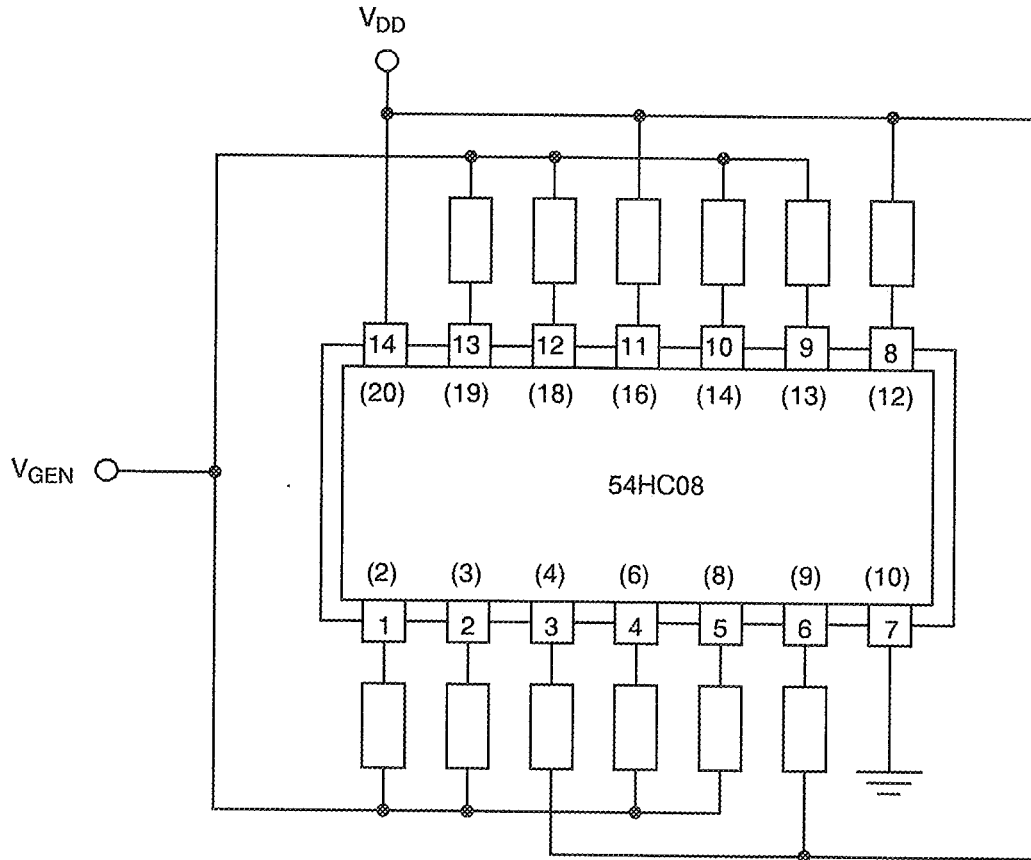 VDD
14 13 12 11 10 9 8
(20) (19) (18) (16) (14) (13) (12)
VGEN
54HC08
(2) (3) (4) (6) (8) (9) (10)
1 2 3 4 5 6 7